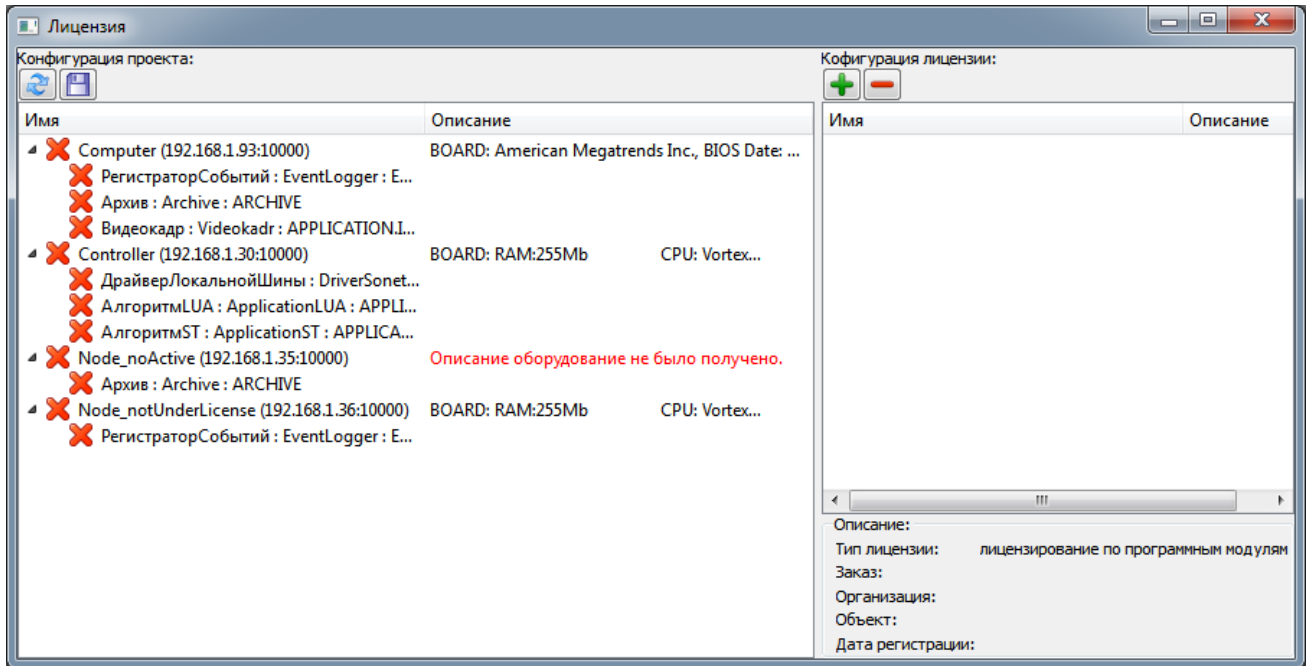 Лицензия
Конфигурация проекта:
Имя Описание
Computer (192.168.1.93:10000) BOARD: American Megatrends Inc., BIOS Date: ...
РегистраторСобытий : EventLogger : E...
Архив : Archive : ARCHIVE
Видеокадр : Videokadr : APPLICATION.I...
Controller (192.168.1.30:10000) BOARD: RAM:255Mb CPU: Vortex...
ДрайверЛокальнойШины : DriverSonet...
АлгоритмLUA : ApplicationLUA : APPLI...
АлгоритмST : ApplicationST : APPLICA...
Node_noActive (192.168.1.35:10000) Описание оборудование не было получено.
Архив : Archive : ARCHIVE
Node_notUnderLicense (192.168.1.36:10000) BOARD: RAM:255Mb CPU: Vortex...
РегистраторСобытий : EventLogger : E...
Кофигурация лицензии:
Имя Описание
Описание:
Тип лицензии: лицензирование по программным модулям
Заказ:
Организация:
Объект:
Дата регистрации: